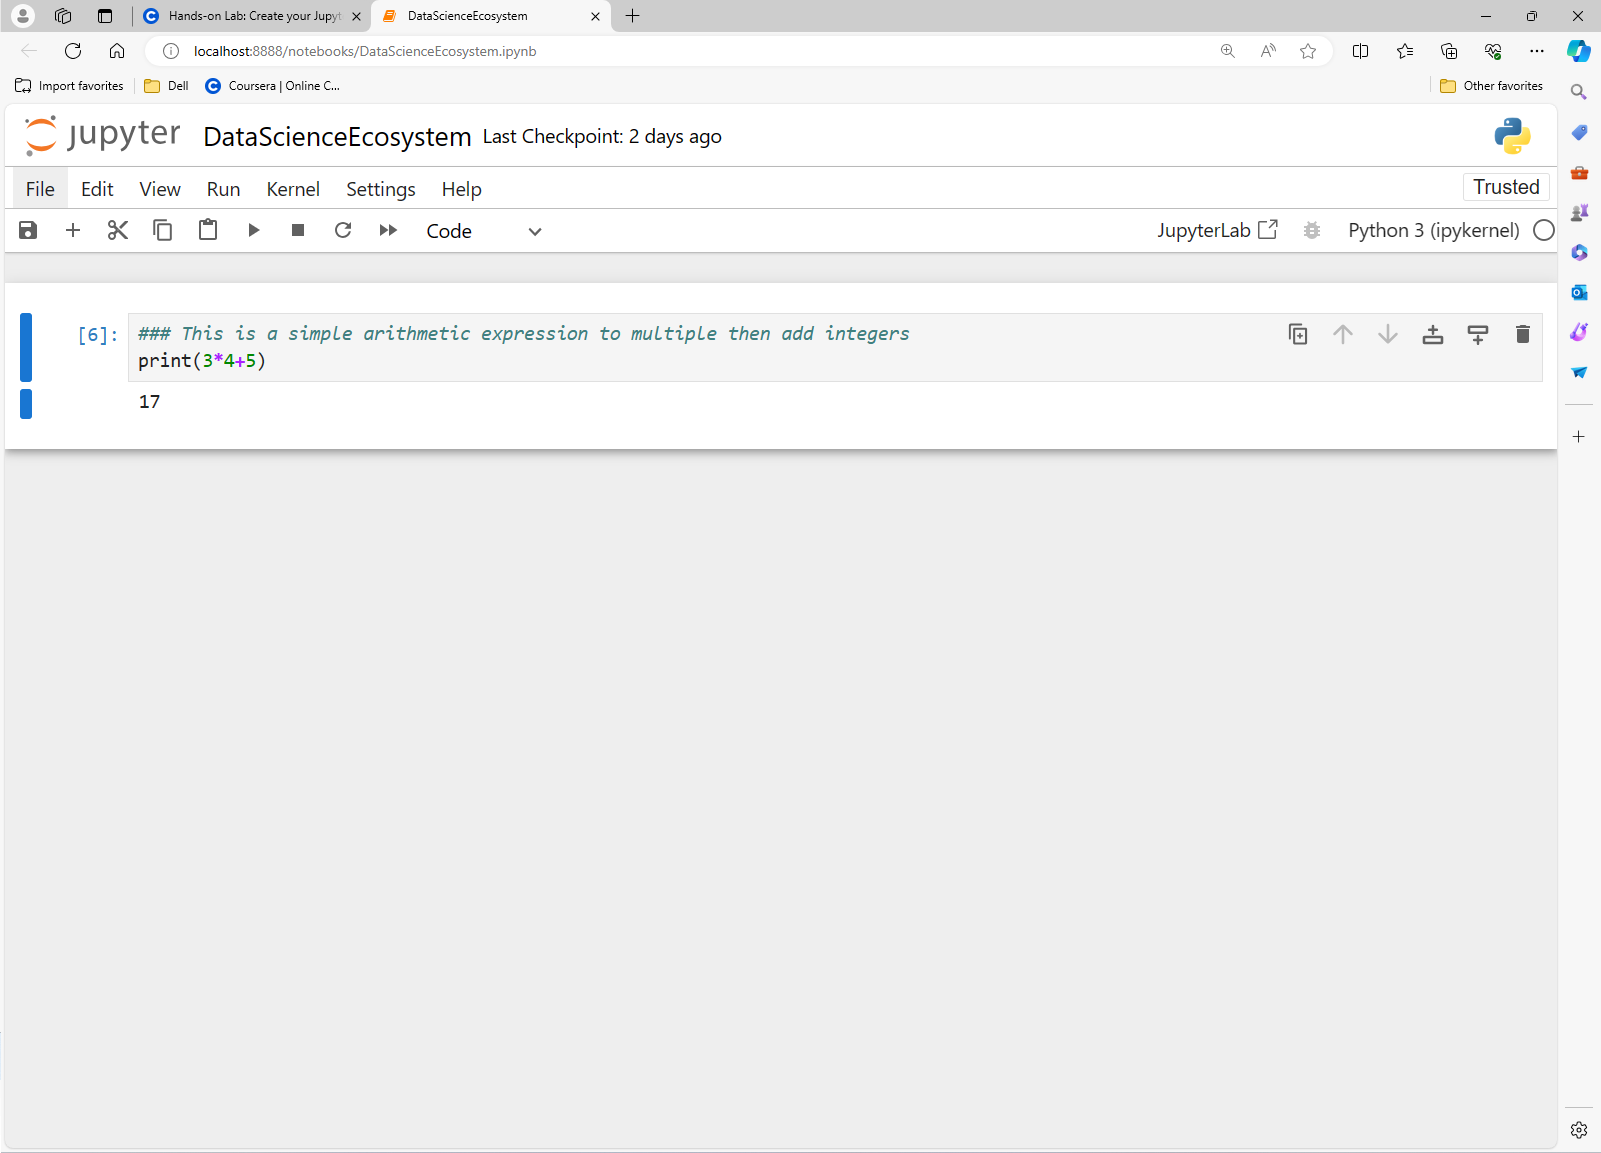 Hands-on Lab: Create your Jupyt
DataScienceEcosystem
localhost:8888/notebooks/DataScienceEcosystem.ipynb
Import favorites
Dell
Coursera | Online C...
Other favorites
jupyter
DataScienceEcosystem
Last Checkpoint: 2 days ago
File Edit View Run Kernel Settings Help
Trusted
Code
JupyterLab
Python 3 (ipykernel)
[6]:
### This is a simple arithmetic expression to multiple then add integers
print(3*4+5)
17